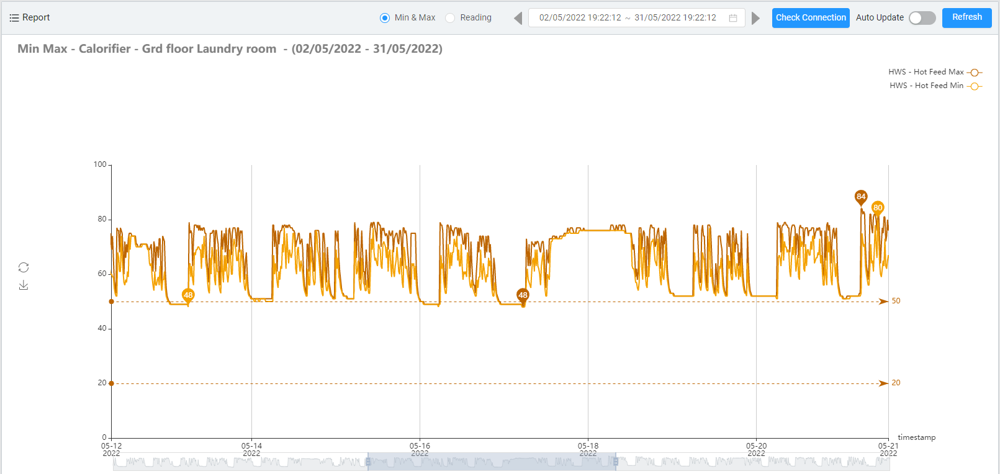 Report
Min & Max
Reading
02/05/2022 19:22:12 ~ 31/05/2022 19:22:12
Check Connection
Auto Update
Refresh
Min Max - Calorifier - Grd floor Laundry room - (02/05/2022 - 31/05/2022)
HWS - Hot Feed Max
HWS - Hot Feed Min
100
80
60
40
20
0
84
80
48
48
50
20
timestamp
05-12
2022
05-14
2022
05-16
2022
05-18
2022
05-20
2022
05-21
2022